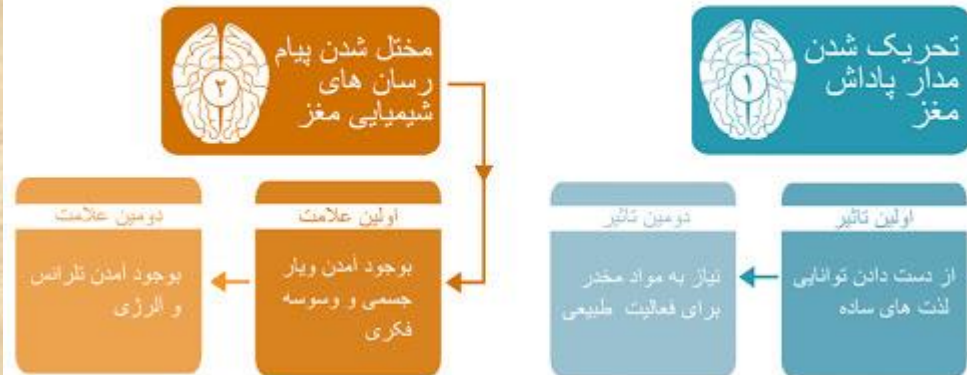 تحریک شدن
مدار پاداش
مغز
۱
اولین تاثیر
از دست دادن توانایی
لذت های ساده
دومین تاثیر
نیاز به مواد مخدر
برای فعالیت طبیعی
مختل شدن پیام
رسان های
شیمیایی مغز
۲
اولین علامت
بوجود آمدن ویار
جسمی و وسوسه
فکری
دومین علامت
بوجود آمدن تلرانس
و الرژی